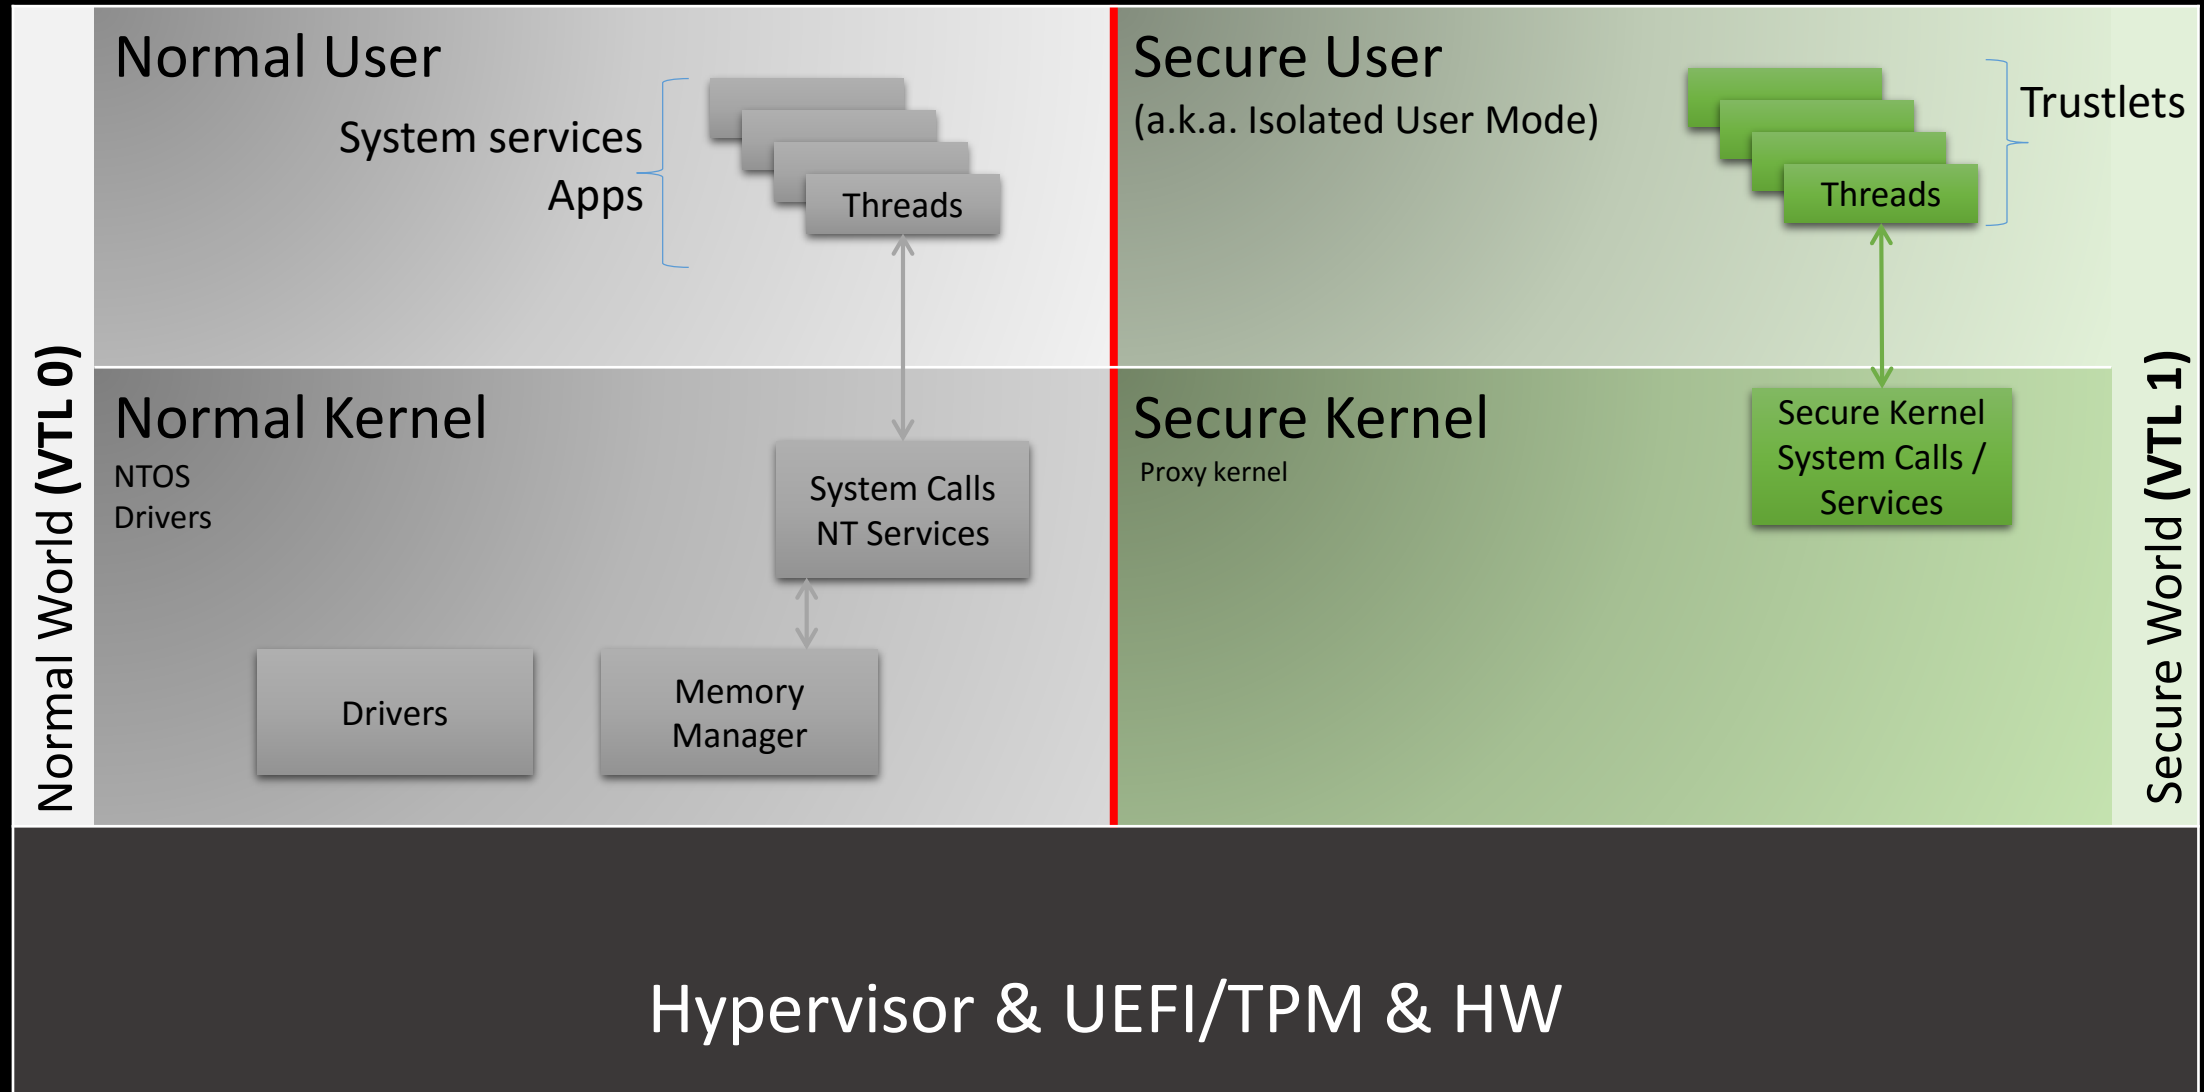 Normal World (VTL 0)
Normal User
System services
Apps
Threads
Secure User
(a.k.a. Isolated User Mode)
Threads
Trustlets
Normal Kernel
NTOS
Drivers
System Calls
NT Services
Drivers
Memory
Manager
Secure Kernel
Proxy kernel
Secure Kernel
System Calls /
Services
Secure World (VTL 1)
Hypervisor & UEFI/TPM & HW